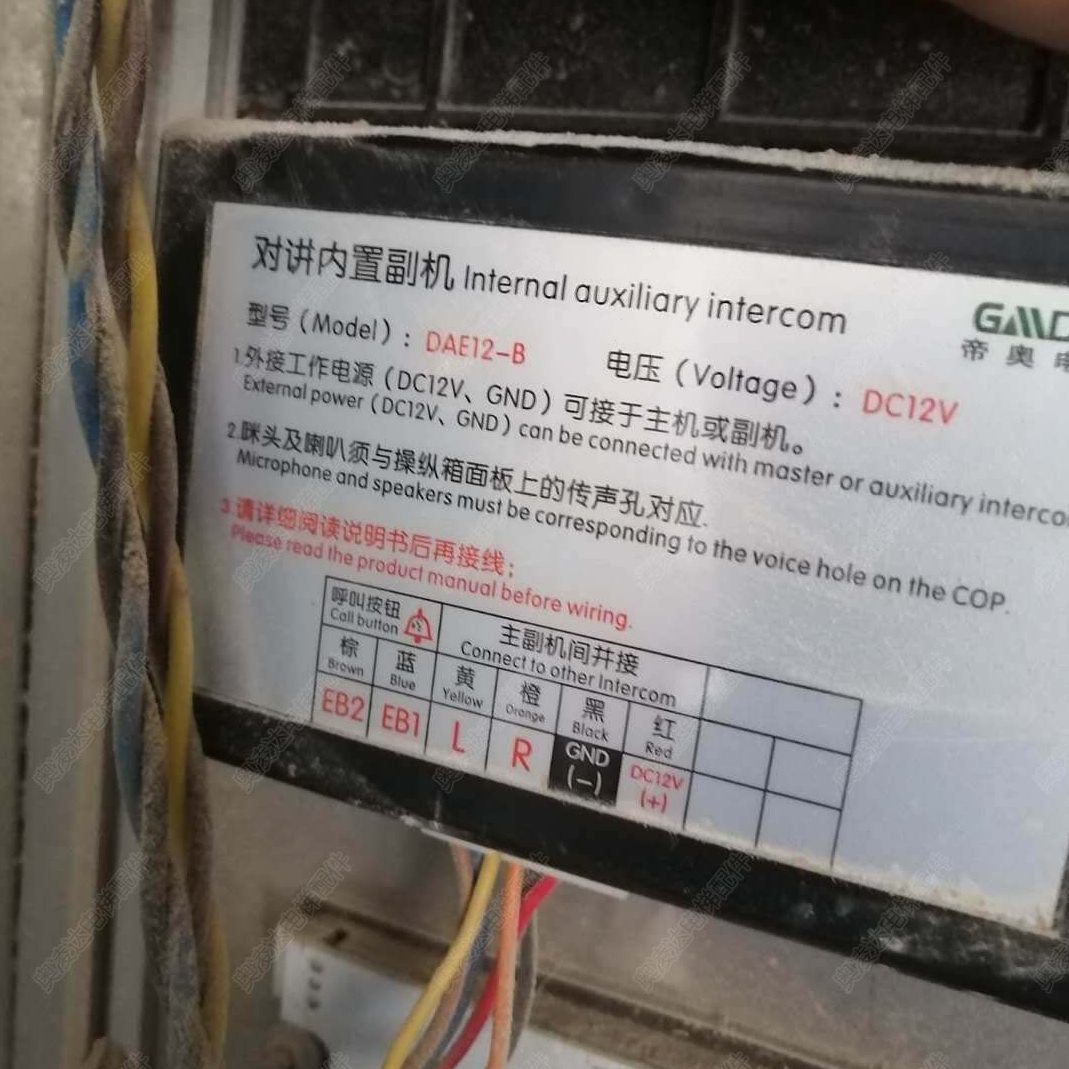 对讲内置副机 Internal auxiliary intercom
GMD
帝奥电
型号（Model）：DAE12-B 电压（Voltage）：DC12V
1.外接工作电源（DC12V、GND）可接于主机或副机。
External power（DC12V、GND）can be connected with master or auxiliary interco
2.咪头及喇叭须与操纵箱面板上的传声孔对应.
Microphone and speakers must be corresponding to the voice hole on the COP.
3.请详细阅读说明书后再接线；
Please read the product manual before wiring.
呼叫按钮
Call button
主副机间并接
Connect to other Intercom
棕 蓝 黄 橙 黑 红
Brown Blue Yellow Orange Black Red
EB2 EB1 L R GND (—) DC12V (+)